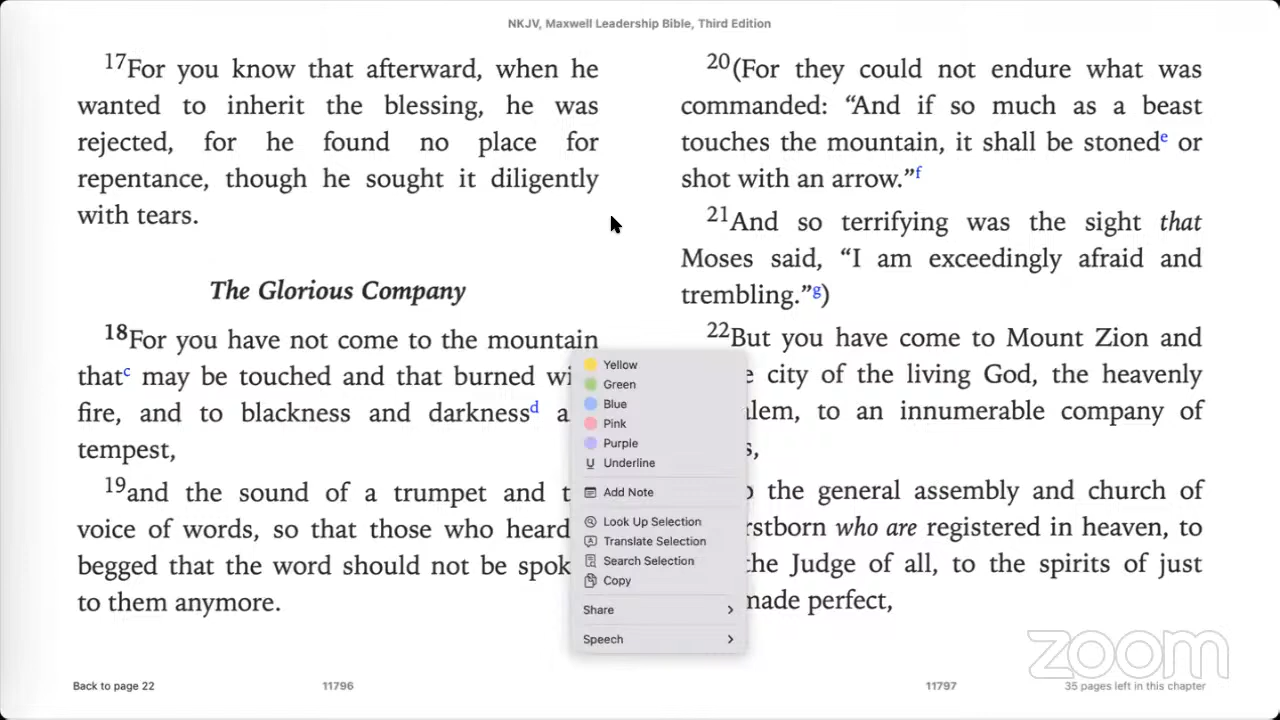 NKJV, Maxwell Leadership Bible, Third Edition
17For you know that afterward, when he
wanted to inherit the blessing, he was
rejected, for he found no place for
repentance, though he sought it diligently
with tears.
The Glorious Company
18For you have not come to the mountain
thatc may be touched and that burned
fire, and to blackness and darknessd
tempest,
19and the sound of a trumpet and
voice of words, so that those who heard
begged that the word should not be
to them anymore.
Back to page 22
11796
20(For they could not endure what was
commanded: “And if so much as a beast
touches the mountain, it shall be stonede or
shot with an arrow.”f
21And so terrifying was the sight that
Moses said, “I am exceedingly afraid and
trembling.”g)
22But you have come to Mount Zion and
city of the living God, the heavenly
to an innumerable company of
the general assembly and church of
who are registered in heaven, to
the Judge of all, to the spirits of just
made perfect,
11797
35 pages left in this chapter
Yellow
Green
Blue
Pink
Purple
U Underline
Add Note
Look Up Selection
Translate Selection
Search Selection
Copy
Share
Speech
zoom